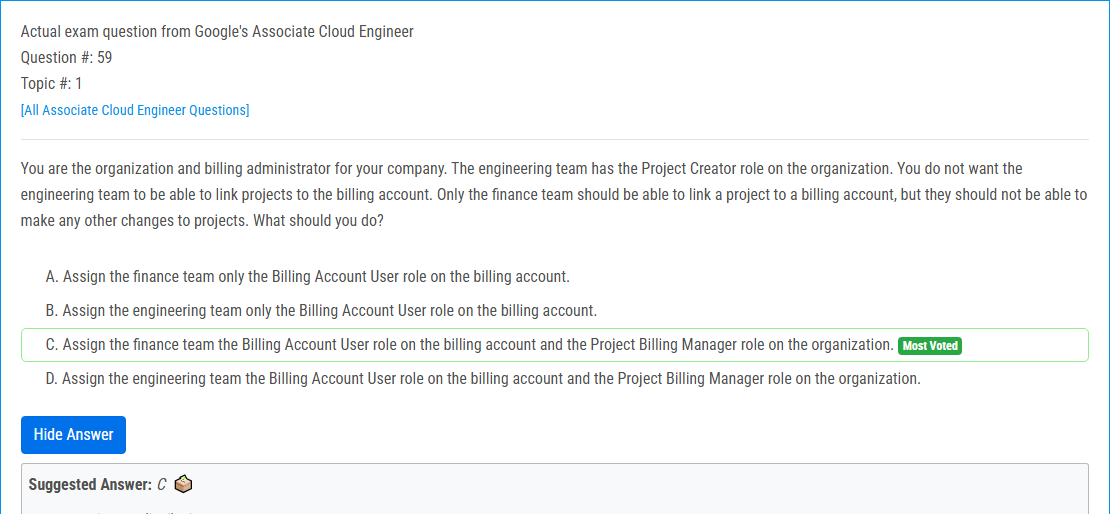 Actual exam question from Google's Associate Cloud Engineer
Question #: 59
Topic #: 1
[All Associate Cloud Engineer Questions]
You are the organization and billing administrator for your company. The engineering team has the Project Creator role on the organization. You do not want the
engineering team to be able to link projects to the billing account. Only the finance team should be able to link a project to a billing account, but they should not be able to
make any other changes to projects. What should you do?
A. Assign the finance team only the Billing Account User role on the billing account.
B. Assign the engineering team only the Billing Account User role on the billing account.
C. Assign the finance team the Billing Account User role on the billing account and the Project Billing Manager role on the organization. Most Voted
D. Assign the engineering team the Billing Account User role on the billing account and the Project Billing Manager role on the organization.
Hide Answer
Suggested Answer: C